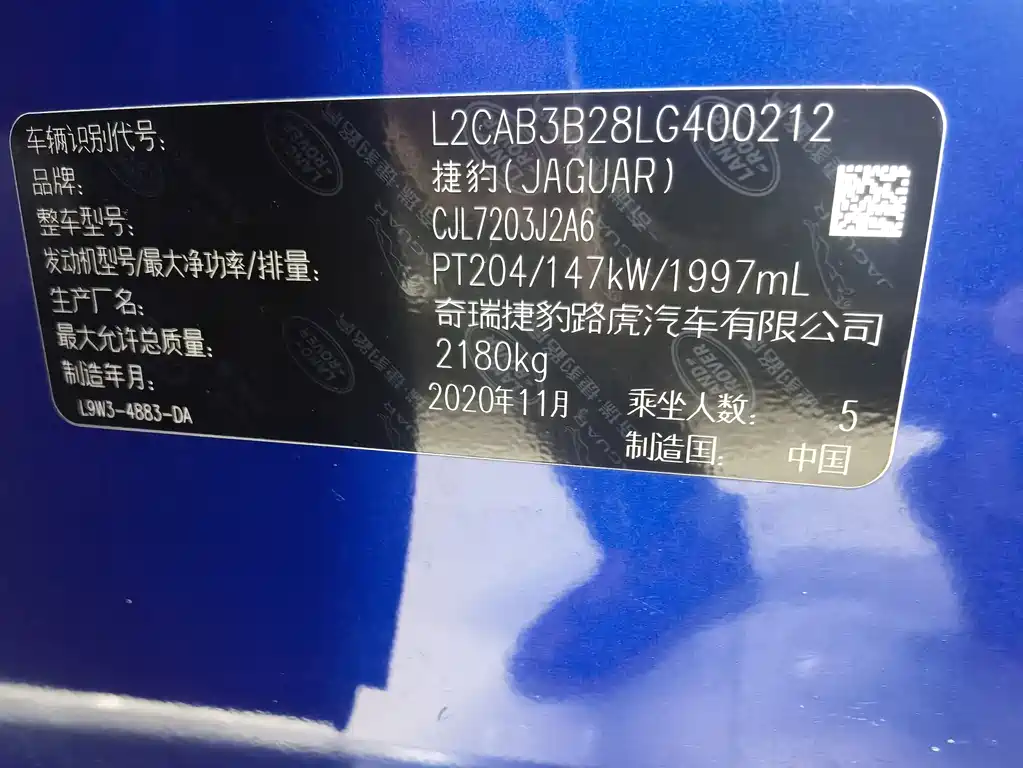 车辆识别代号: L2CAB3B28LG400212
品牌: 捷豹(JAGUAR)
整车型号: CJL7203J2A6
发动机型号/最大净功率/排量: PT204/147kW/1997mL
生产厂名: 奇瑞捷豹路虎汽车有限公司
最大允许总质量: 2180kg
制造年月: 2020年11月 乘坐人数: 5
L9W3-4883-DA 制造国: 中国